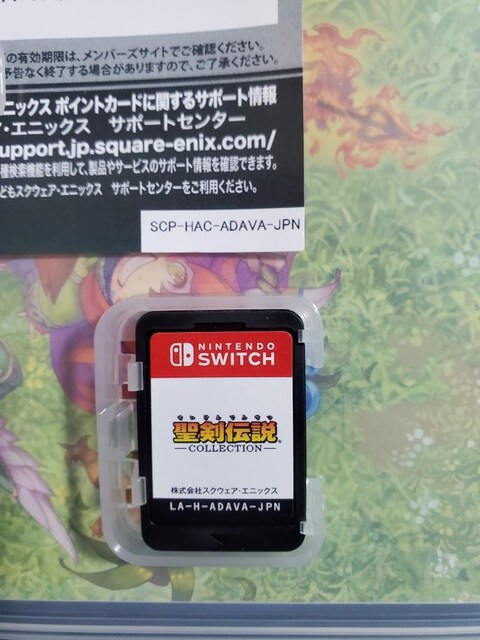 の有効期限は、メンバーズサイトでご確認ください。
予告なく終了する場合がありますので、ご了承ください。
ニックス ポイントカードに関するサポート情報
ア・エニックス サポートセンター
upport.jp.square-enix.com/
種検索機能を利用して、製品やサービスのサポート情報を確認できます。
どもスクウェア・エニックス サポートセンターをご利用ください。
SCP-HAC-ADAVA-JPN
NINTENDO
SWITCH
せいけんでんせつ
聖剣伝説
COLLECTION
株式会社スクウェア・エニックス
LA-H-ADAVA-JPN